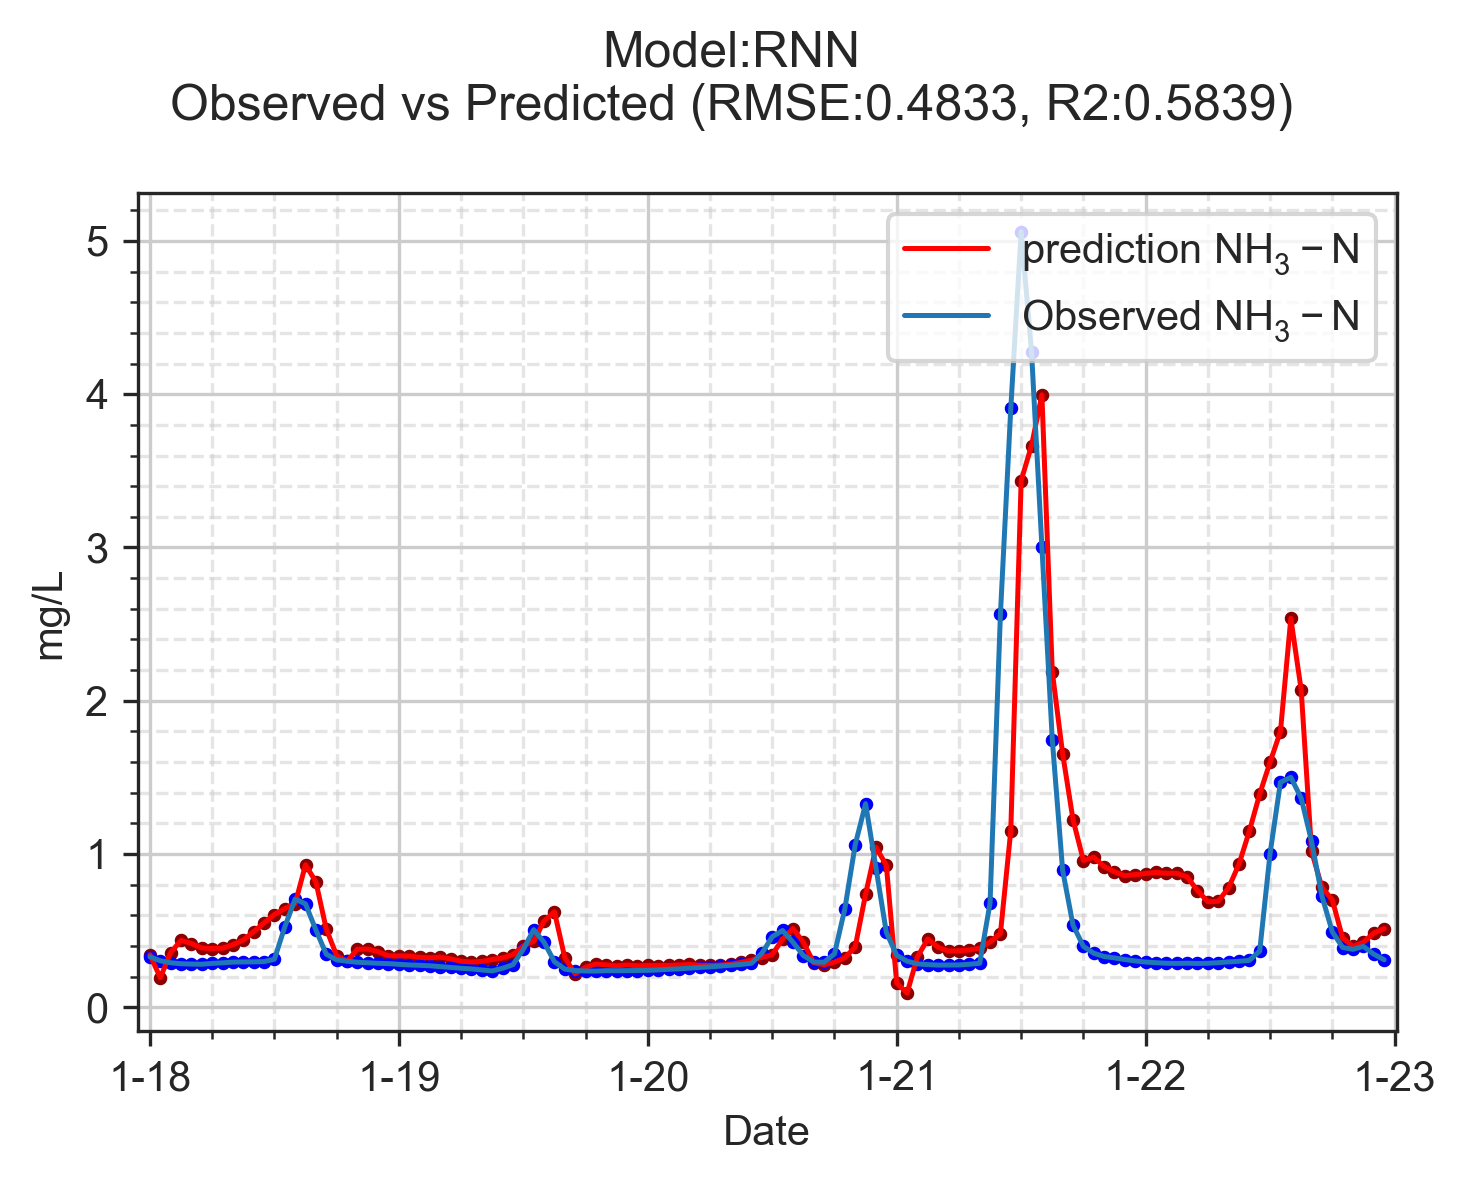 Model:RNN
Observed vs Predicted (RMSE:0.4833, R2:0.5839)
prediction NH₃ − N
Observed NH₃ − N
5
4
3
2
1
0
mg/L
1-18 1-19 1-20 1-21 1-22 1-23
Date